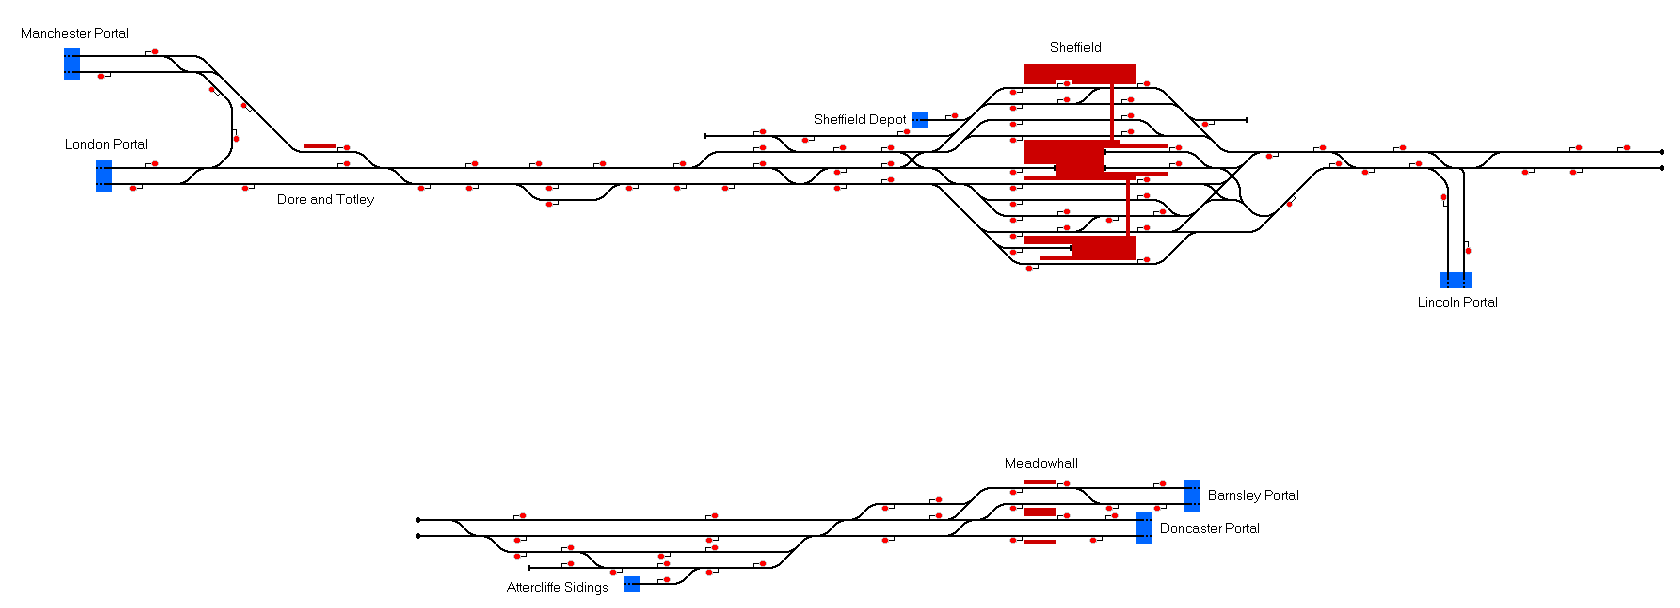 Manchester Portal
Sheffield
Sheffield Depot
London Portal
Dore and Totley
Lincoln Portal
Meadowhall
Barnsley Portal
Doncaster Portal
Attercliffe Sidings